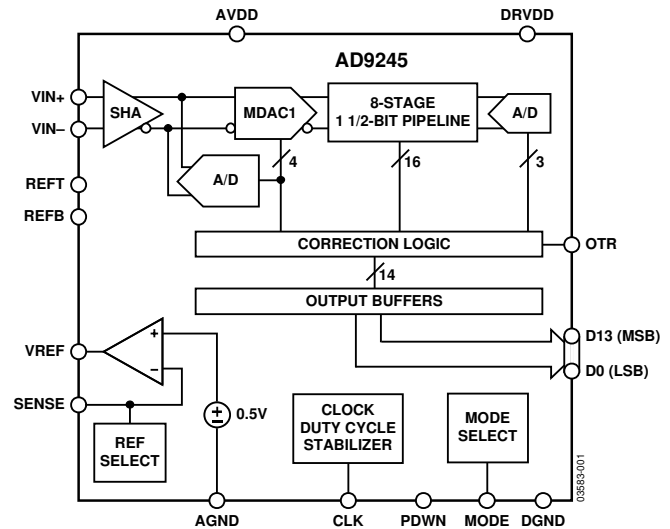 AVDD
DRVDD
AD9245
VIN+
SHA
MDAC1
8-STAGE
1 1/2-BIT PIPELINE
A/D
VIN–
4
16
3
A/D
REFT
REFB
CORRECTION LOGIC
OTR
14
OUTPUT BUFFERS
VREF
+
–
D13 (MSB)
D0 (LSB)
SENSE
0.5V
REF
SELECT
CLOCK
DUTY CYCLE
STABILIZER
MODE
SELECT
03583-001
AGND
CLK
PDWN
MODE
DGND